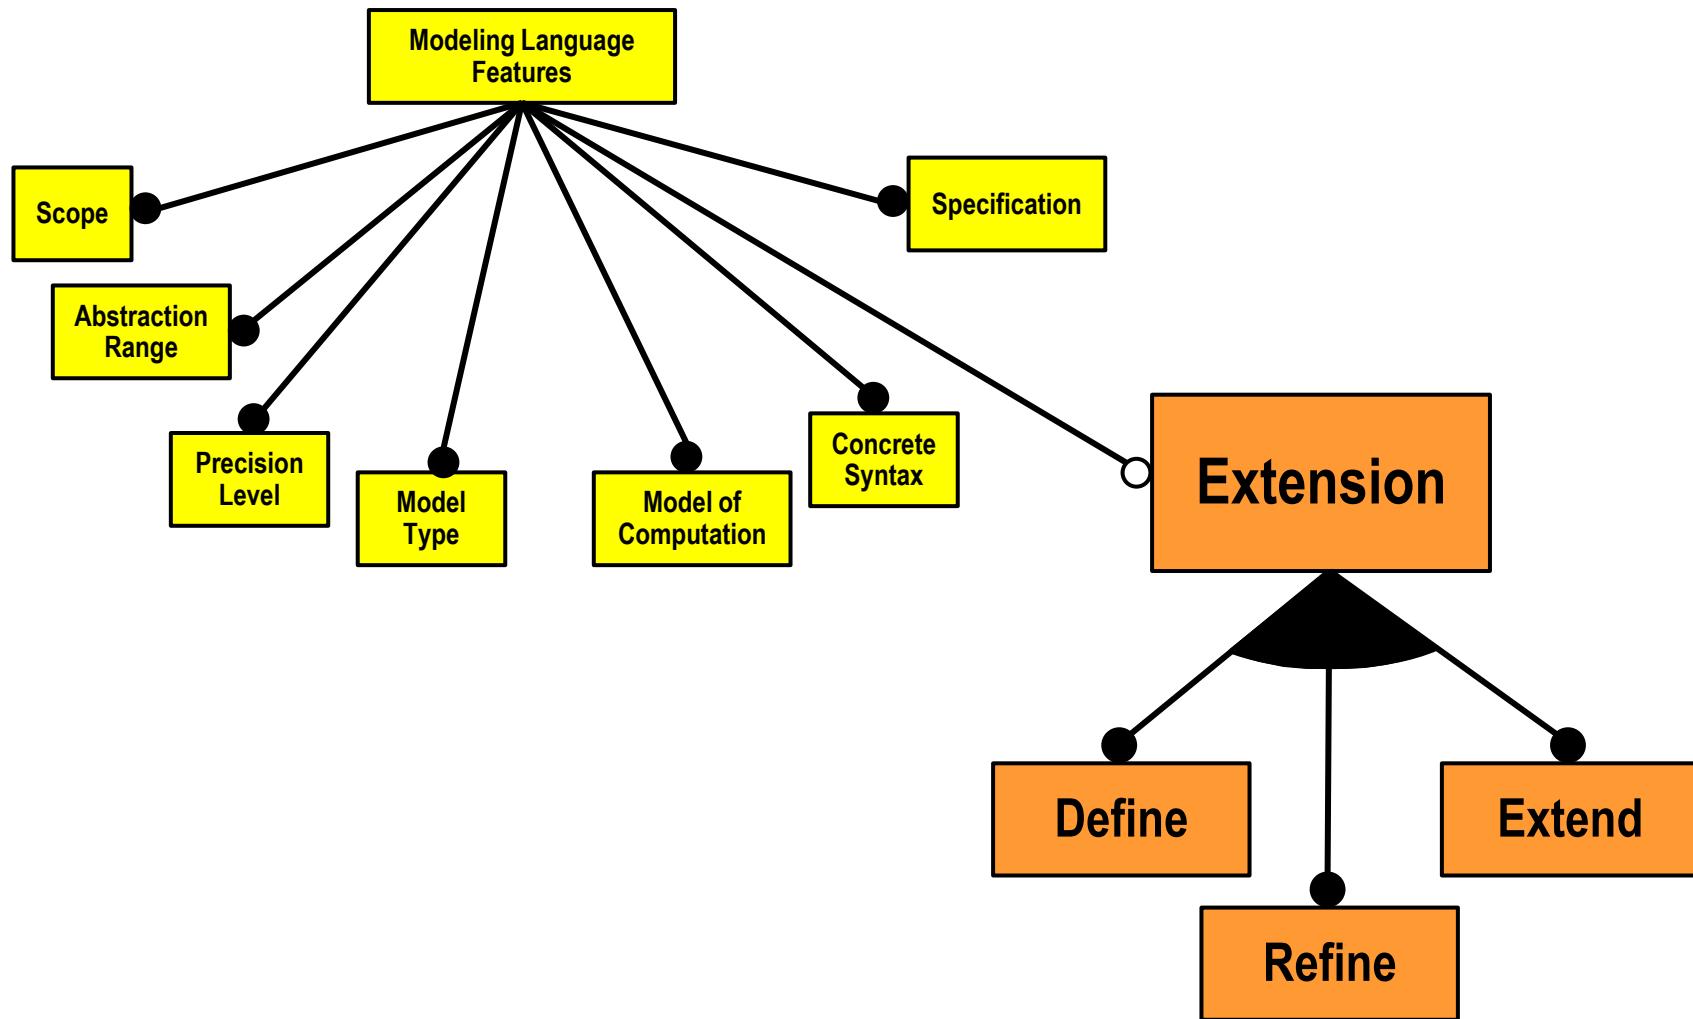 Modeling Language
Features
Scope
Specification
Abstraction
Range
Precision
Level
Model
Type
Model of
Computation
Concrete
Syntax
Extension
Define
Extend
Refine